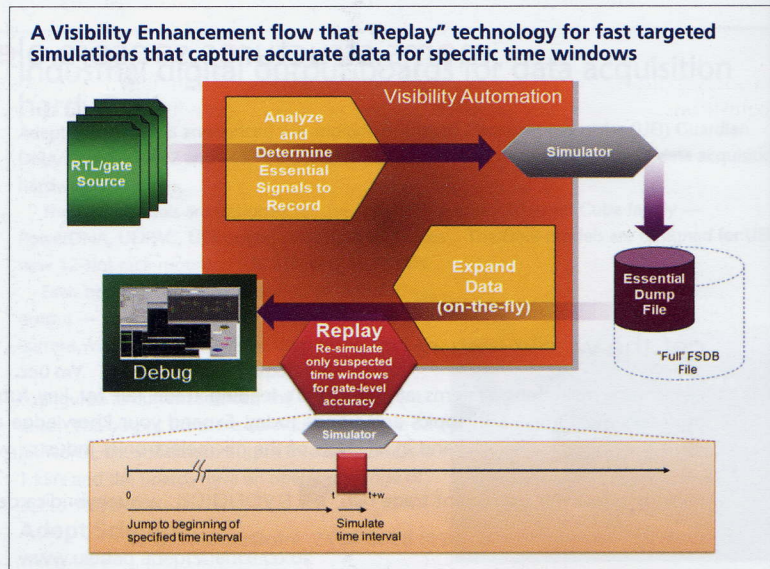 A Visibility Enhancement flow that “Replay” technology for fast targeted
simulations that capture accurate data for specific time windows
Visibility Automation
RTL/gate
Source
Analyze
and
Determine
Essential Signals to
Record
Simulator
Expand
Data
(on-the-fly)
Essential
Dump
File
"Full" FSDB
File
Debug
Replay
Re-simulate
only suspected
time windows
for gate-level
accuracy
Simulator
0
t
t+w
Jump to beginning of
specified time interval
Simulate
time interval